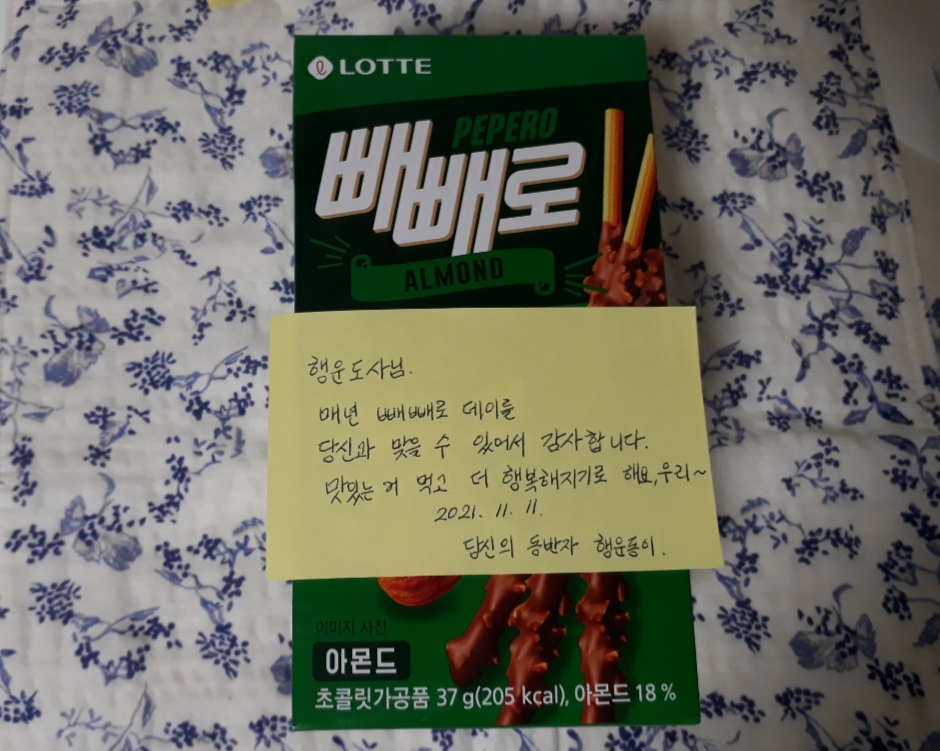 LOTTE
PEPERO
빼빼로
ALMOND
행운도사님.
매년 빼빼로 데이를
당신과 맞을 수 있어서 감사합니다.
맛있는 거 먹고 더 행복해지기로 해요, 우리~
2021. 11. 11.
당신의 동반자 행운동이.
이미지 사진
아몬드
초콜릿가공품 37 g(205 kcal), 아몬드 18 %